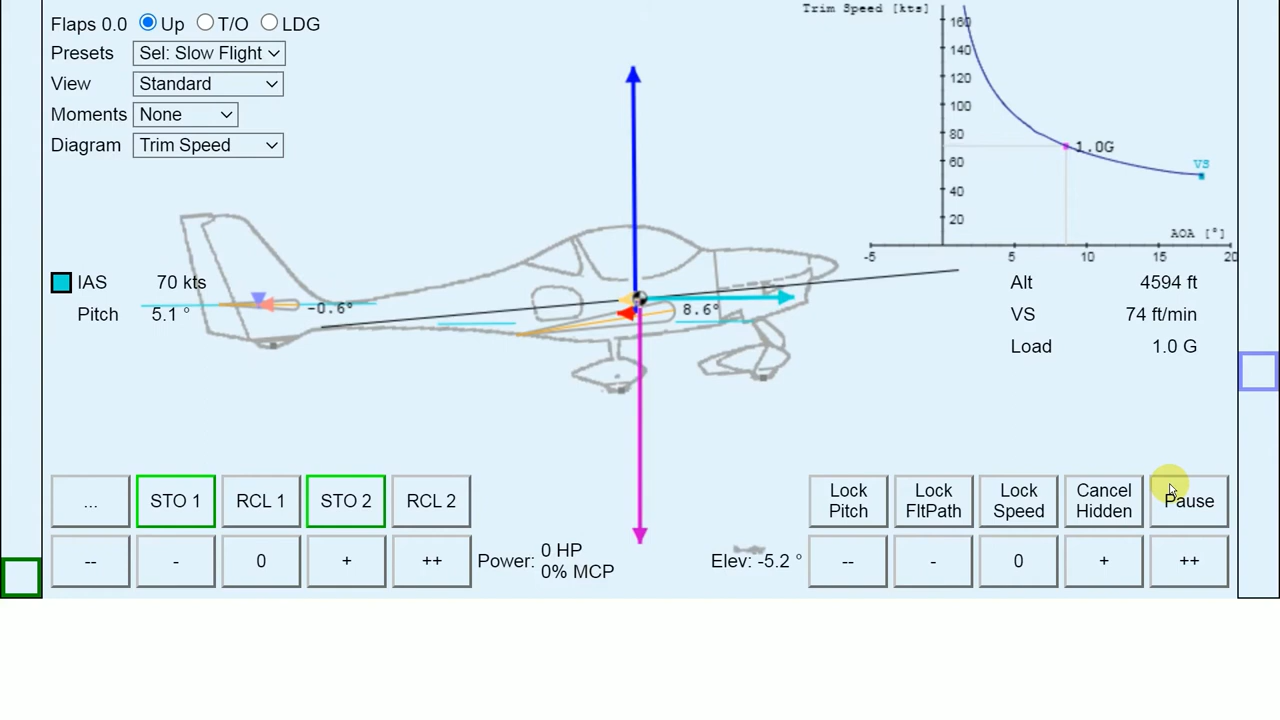 Flaps 0.0 Up T/O LDG
Presets Sel: Slow Flight
View Standard
Moments None
Diagram Trim Speed
Trim Speed [kts]
160
140
120
100
80
60
40
20
1.0G
VS
AOA [°]
-5 5 10 15 20
IAS 70 kts
Pitch 5.1 °
-0.6°
8.6°
Alt 4594 ft
VS 74 ft/min
Load 1.0 G
... STO 1 RCL 1 STO 2 RCL 2
Lock Pitch
Lock FltPath
Lock Speed
Cancel Hidden
Pause
-- - 0 + ++
Power: 0 HP
0% MCP
Elev: -5.2 °
-- - 0 + ++